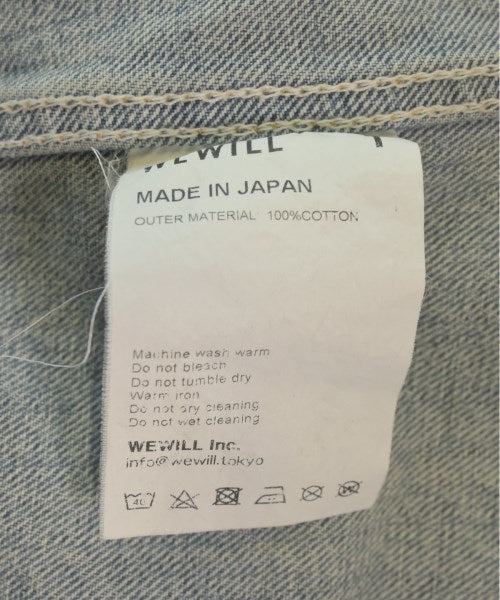 WEWILL 1
MADE IN JAPAN
OUTER MATERIAL 100%COTTON
Machine wash warm
Do not bleach
Do not tumble dry
Warm iron
Do not dry cleaning
Do not wet cleaning
WEWILL Inc.
info@wewill.tokyo
40 W